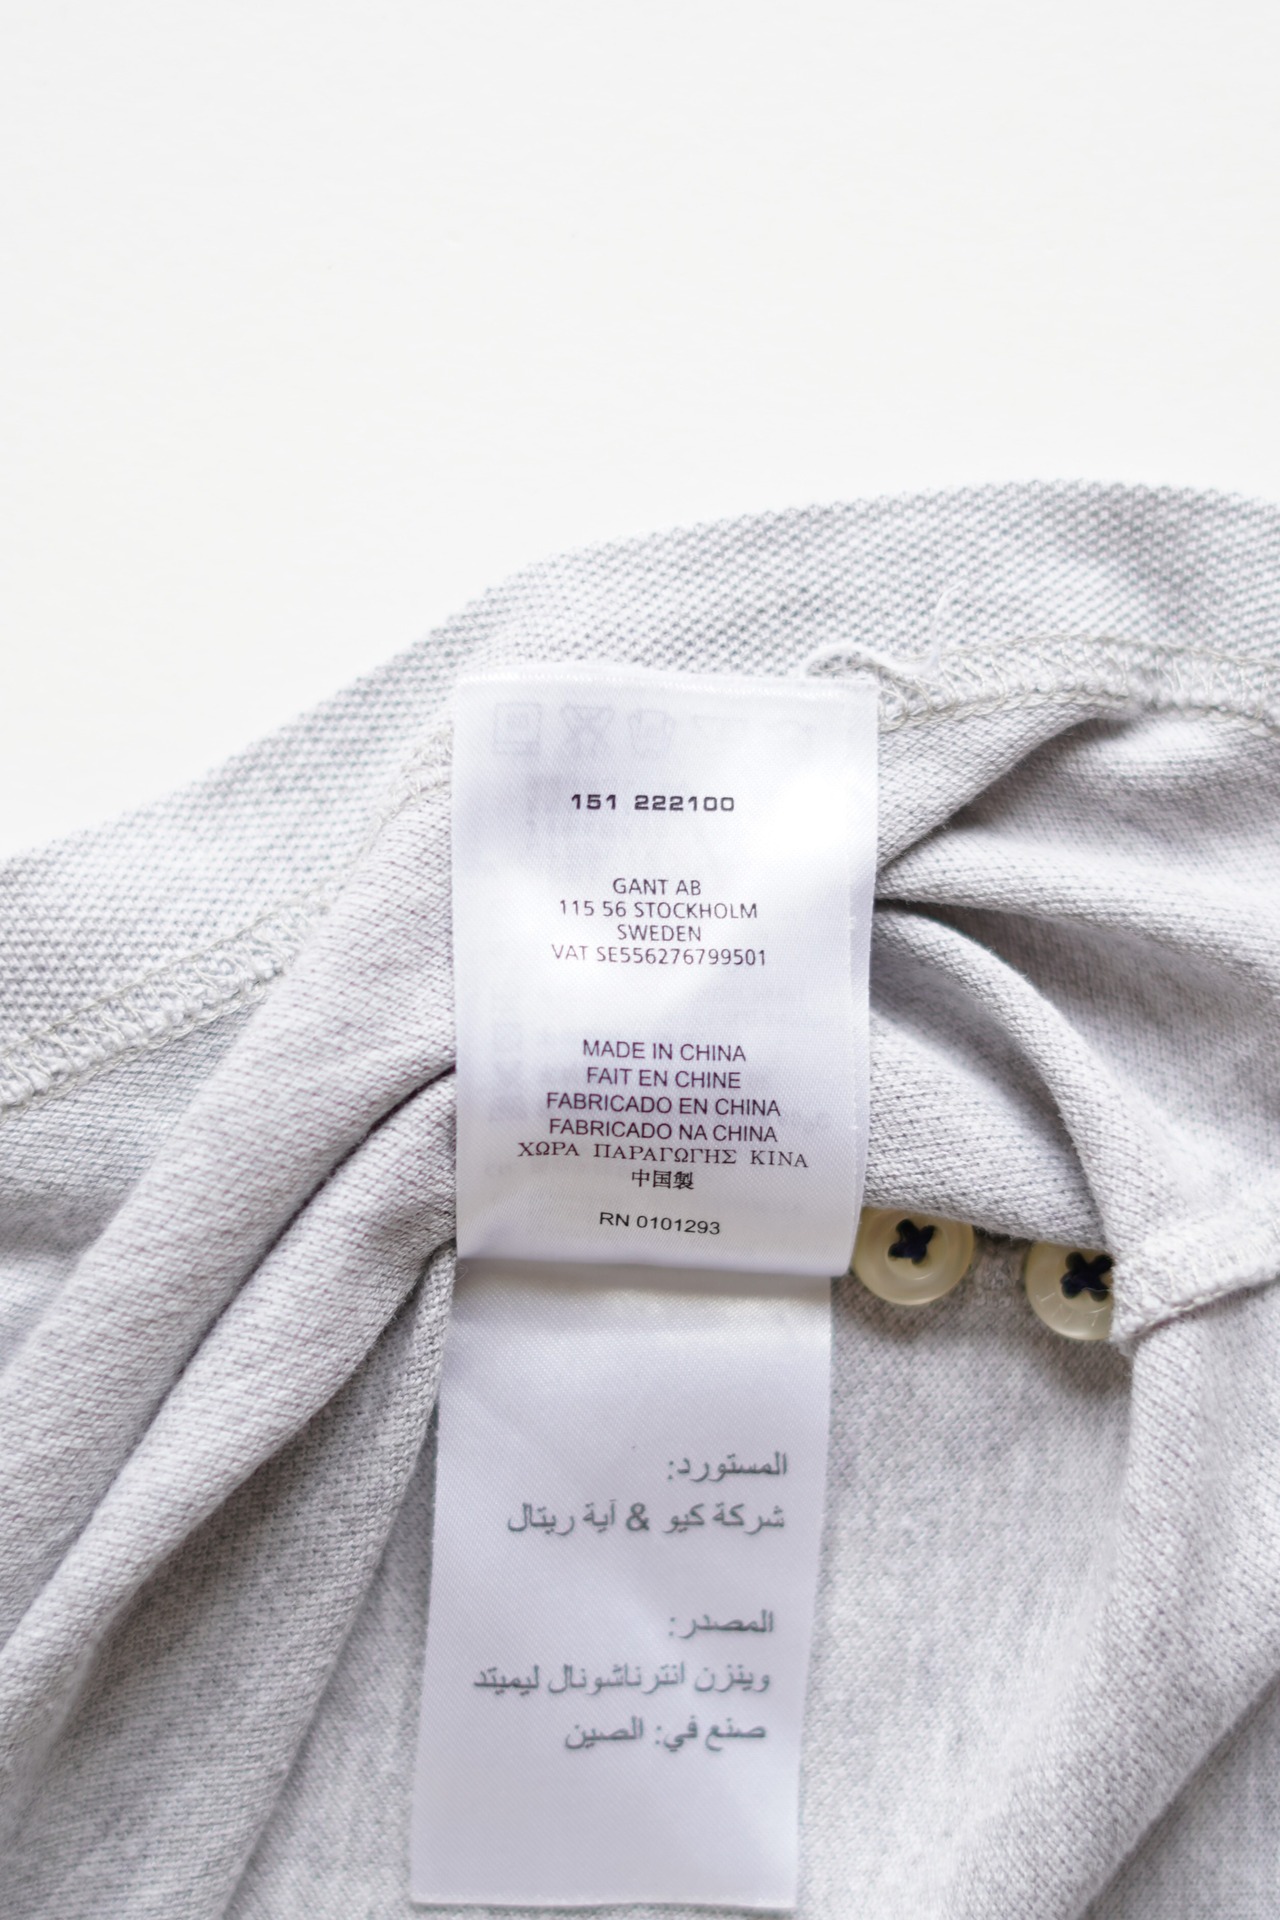 151 222100
GANT AB
115 56 STOCKHOLM
SWEDEN
VAT SE556276799501
MADE IN CHINA
FAIT EN CHINE
FABRICADO EN CHINA
FABRICADO NA CHINA
ΧΩΡΑ ΠΑΡΑΓΩΓΗΣ ΚΙΝΑ
中国製
RN 0101293
المستورد:
شركة كيو & آية ريتال
المصدر:
وينزن انترناشونال ليميتد
صنع في: الصين